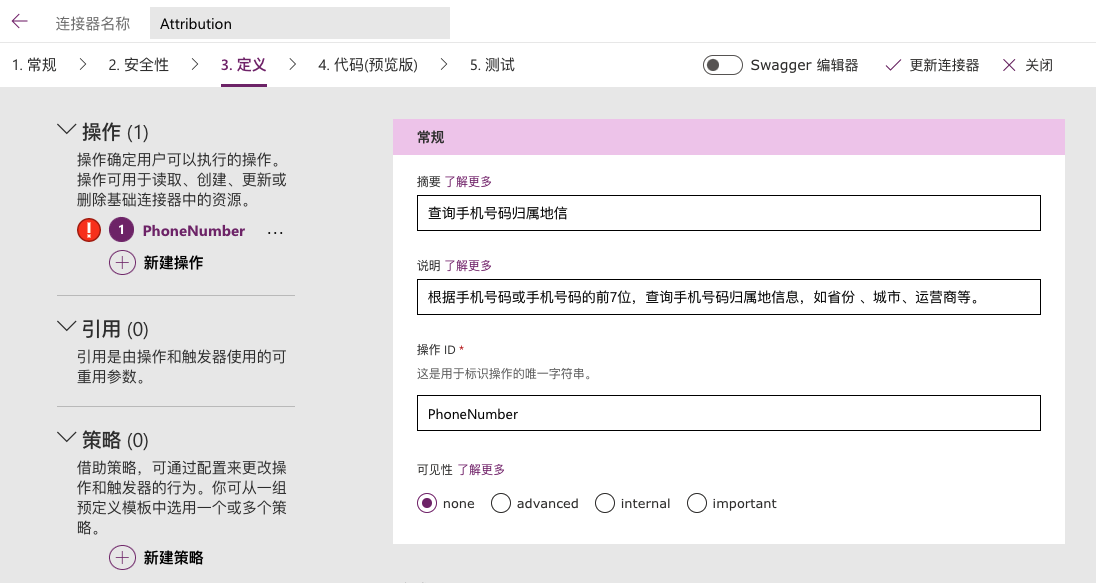 连接器名称 Attribution
1. 常规 2. 安全性 3. 定义 4. 代码(预览版) 5. 测试 Swagger 编辑器 更新连接器 关闭
操作 (1)
操作确定用户可以执行的操作。
操作可用于读取、创建、更新或
删除基础连接器中的资源。
! 1 PhoneNumber ...
新建操作
引用 (0)
引用是由操作和触发器使用的可
重用参数。
策略 (0)
借助策略，可通过配置来更改操
作和触发器的行为。你可从一组
预定义模板中选用一个或多个策
略。
新建策略
常规
摘要 了解更多
查询手机号码归属地信
说明 了解更多
根据手机号码或手机号码的前7位，查询手机号码归属地信息，如省份 、城市、运营商等。
操作 ID *
这是用于标识操作的唯一字符串。
PhoneNumber
可见性 了解更多
none advanced internal important